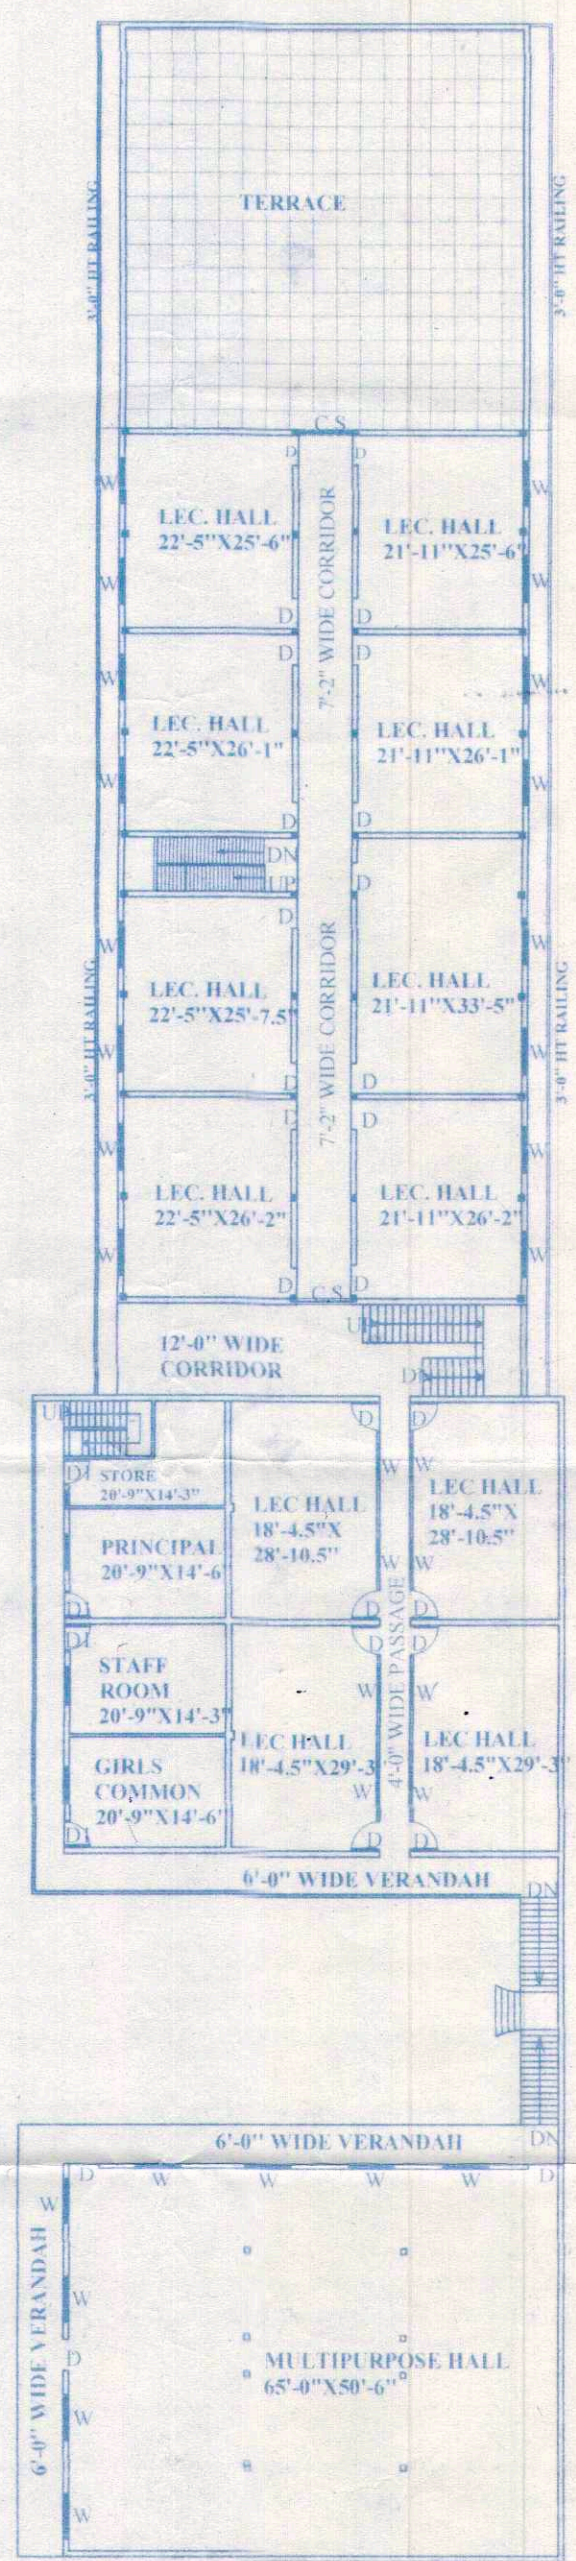 TERRACE
3'-0" HT RAILING
3'-0" HT RAILING
C.S
D
D
W
LEC. HALL
22'-5"X25'-6"
7'-2" WIDE CORRIDOR
LEC. HALL
21'-11"X25'-6"
W
W
W
D
D
D
D
W
W
LEC. HALL
22'-5"X26'-1"
LEC. HALL
21'-11"X26'-1"
W
W
D
D
DN
UP
D
D
W
W
LEC. HALL
22'-5"X25'-7.5"
7'-2" WIDE CORRIDOR
LEC. HALL
21'-11"X33'-5"
3'-0" HT RAILING
3'-0" HT RAILING
W
W
D
D
D
D
W
W
LEC. HALL
22'-5"X26'-2"
LEC. HALL
21'-11"X26'-2"
W
W
D
C.S
D
12'-0" WIDE
CORRIDOR
UP
DN
UP
D
D
D1
STORE
20'-9"X14'-3"
W
W
LEC HALL
18'-4.5"X
28'-10.5"
LEC HALL
18'-4.5"X
28'-10.5"
PRINCIPAL
20'-9"X14'-6"
W
W
D1
D
D
4'-0" WIDE PASSAGE
D1
D
D
STAFF
ROOM
20'-9"X14'-3"
W
W
LEC HALL
18'-4.5"X29'-3"
LEC HALL
18'-4.5"X29'-3"
GIRLS
COMMON
20'-9"X14'-6"
W
W
D1
D
D
6'-0" WIDE VERANDAH
DN
6'-0" WIDE VERANDAH
DN
D
W
W
W
W
D
W
6'-0" WIDE VERANDAH
W
D
MULTIPURPOSE HALL
65'-0"X50'-6"
W
W